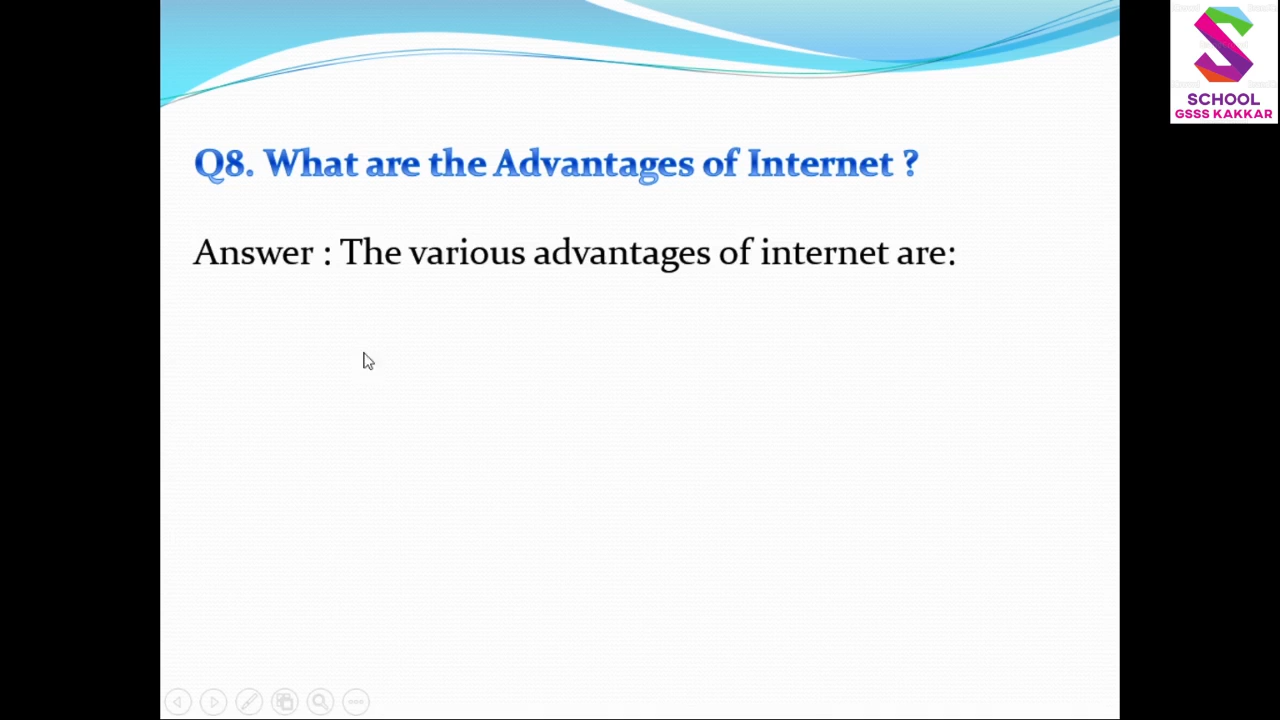 Q8. What are the Advantages of Internet ?
Answer : The various advantages of internet are:
SCHOOL
GSSS KAKKAR